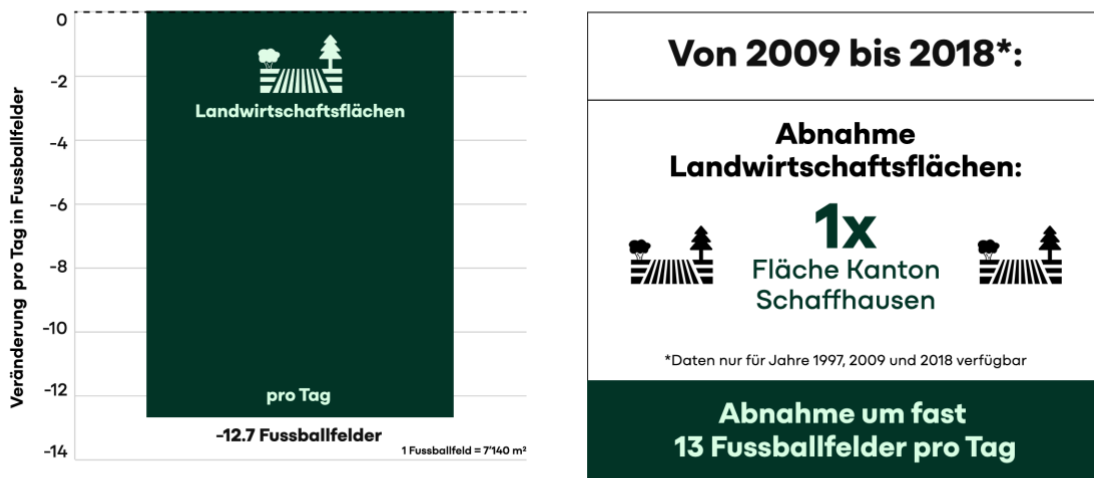 Veränderung pro Tag in Fussballfelder
0
-2
-4
-6
-8
-10
-12
-14
Landwirtschaftsflächen
pro Tag
-12.7 Fussballfelder
1 Fussballfeld = 7'140 m²
Von 2009 bis 2018*:
Abnahme
Landwirtschaftsflächen:
1x
Fläche Kanton
Schaffhausen
*Daten nur für Jahre 1997, 2009 und 2018 verfügbar
Abnahme um fast
13 Fussballfelder pro Tag